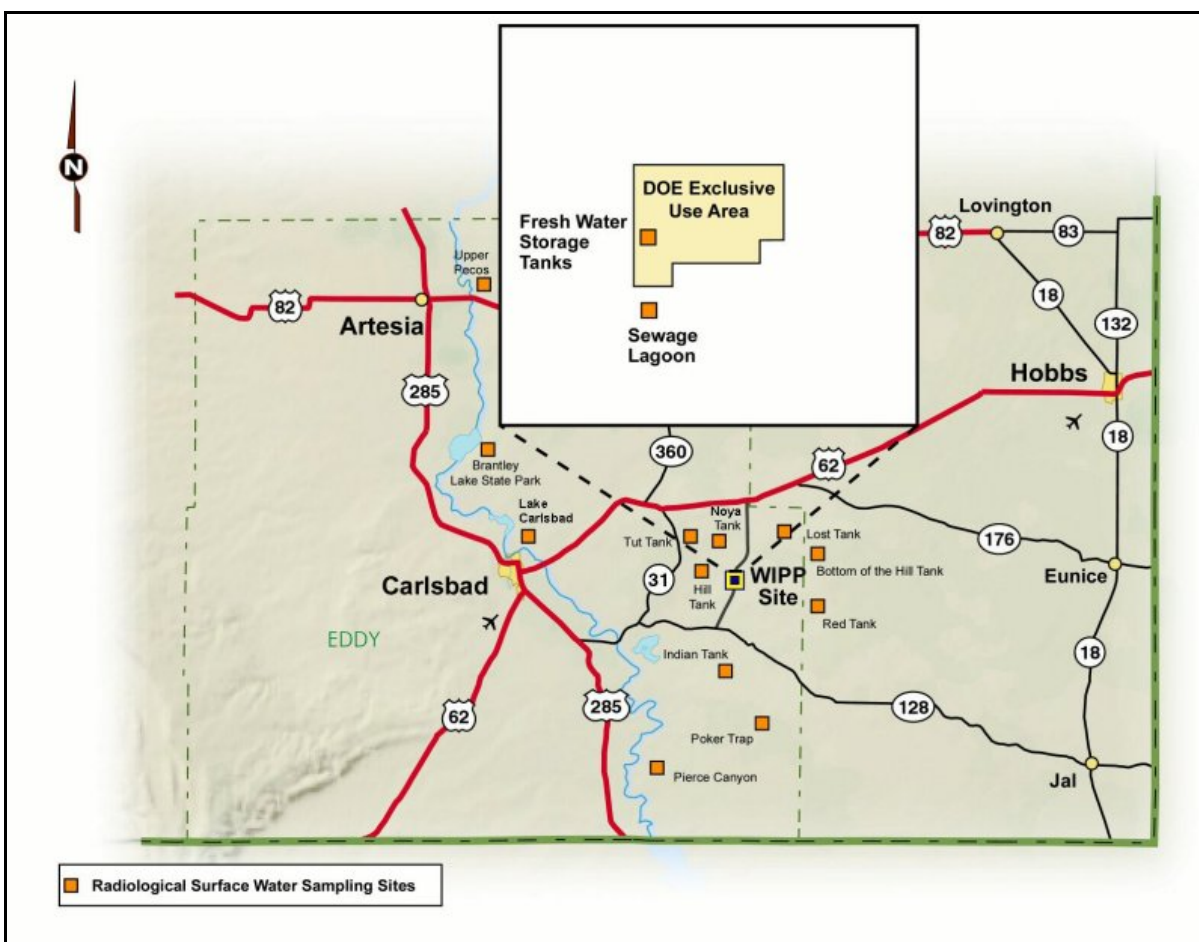 N
DOE Exclusive
Use Area
Fresh Water
Storage
Tanks
Sewage
Lagoon
Lovington
82
83
Upper
Pecos
18
82
Artesia
132
285
Hobbs
18
360
62
Brantley
Lake State Park
Lake
Carlsbad
Noya
Tank
Tut Tank
Lost Tank
176
Bottom of the Hill Tank
Carlsbad
31
Hill
Tank
WIPP
Site
Eunice
Red Tank
EDDY
Indian Tank
18
62
285
128
Poker Trap
Pierce Canyon
Jal
Radiological Surface Water Sampling Sites